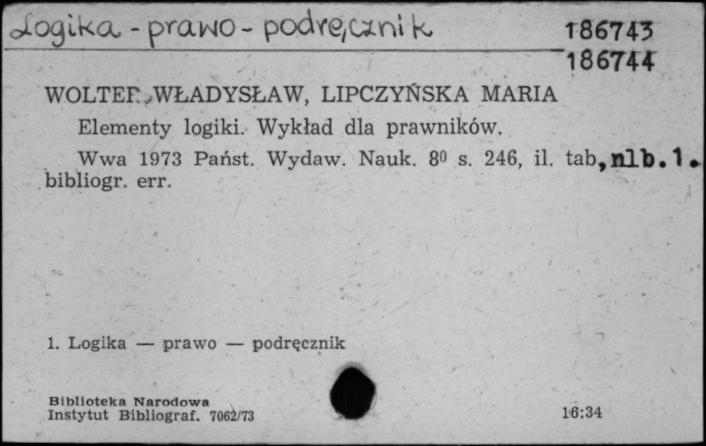 Logika - prawo - podręcznik 186743
186744
WOLTER WŁADYSŁAW, LIPCZYŃSKA MARIA
Elementy logiki. Wykład dla prawników.
Wwa 1973 Państ. Wydaw. Nauk. 8⁰ s. 246, il. tab, nlb. 1.
bibliogr. err.
1. Logika — prawo — podręcznik
Biblioteka Narodowa
Instytut Bibliograf. 7062/73 16:34